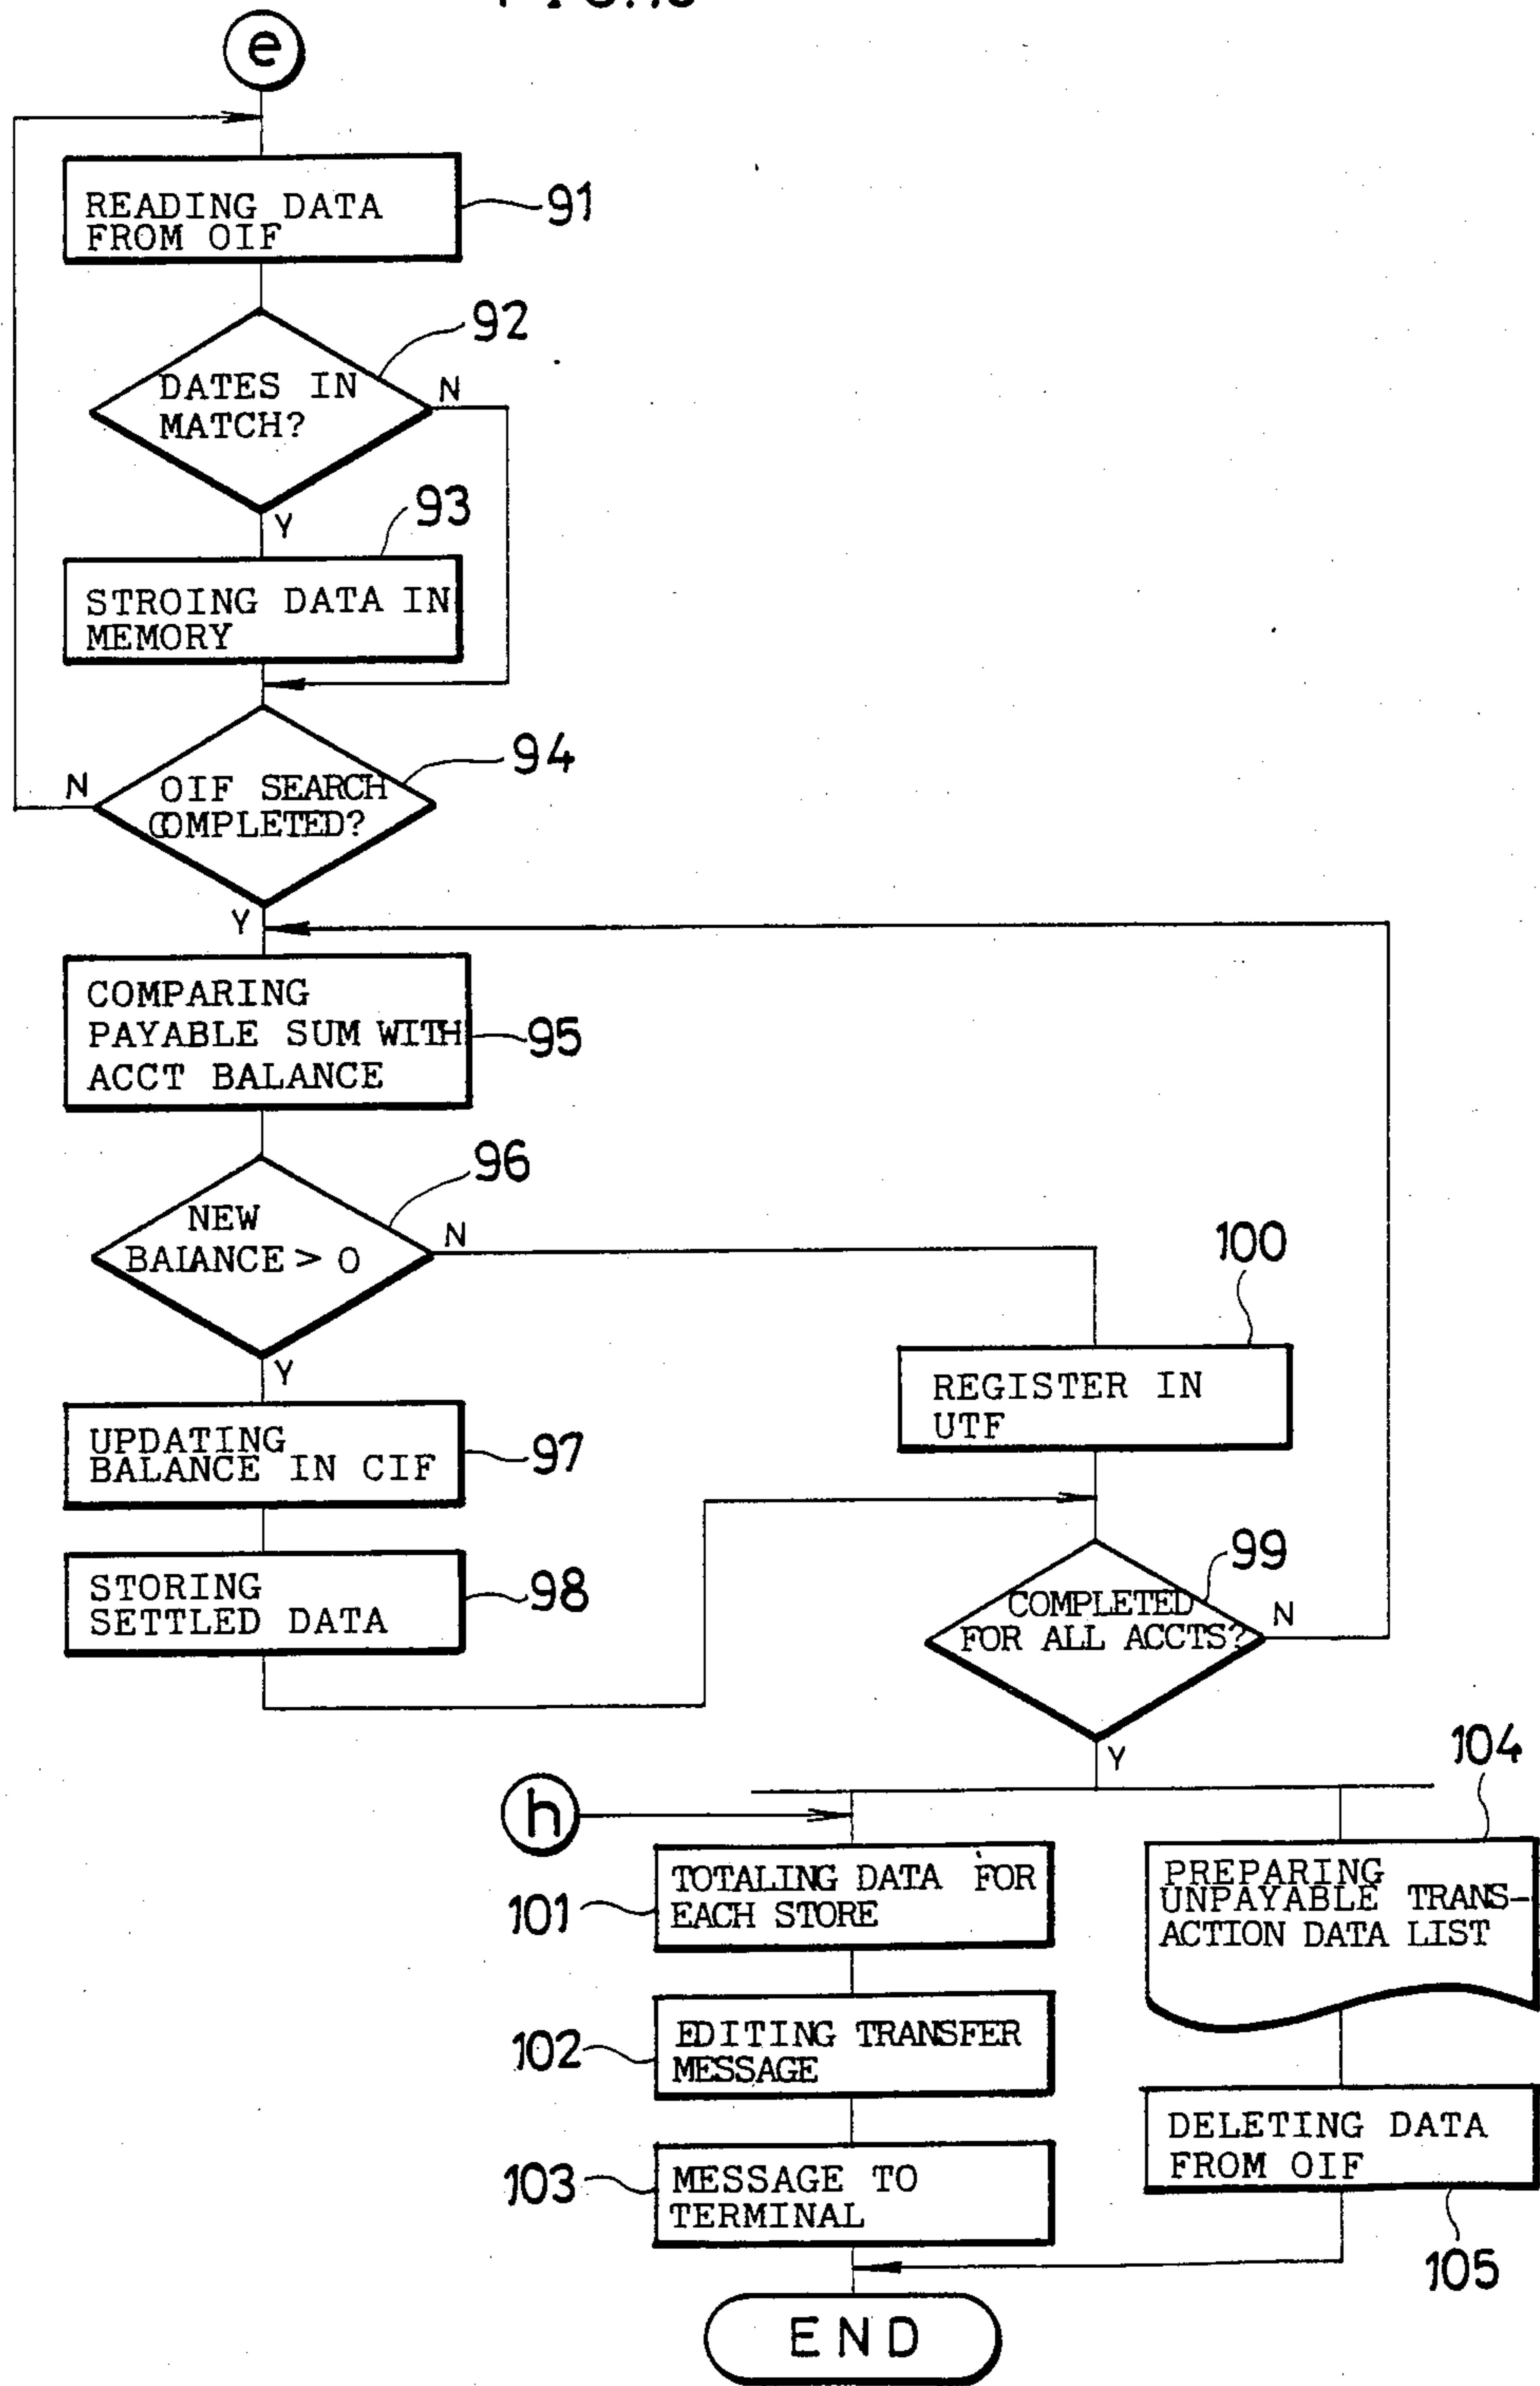 e
READING DATA
FROM OIF
91
92
DATES IN
MATCH?
N
Y
93
STROING DATA IN
MEMORY
94
N
OIF SEARCH
COMPLETED?
Y
COMPARING
PAYABLE SUM WITH
ACCT BALANCE
95
96
NEW
BALANCE > 0
N
Y
100
REGISTER IN
UTF
UPDATING
BALANCE IN CIF
97
STORING
SETTLED DATA
98
99
COMPLETED
FOR ALL ACCTS?
N
Y
h
101
TOTALING DATA FOR
EACH STORE
104
PREPARING
UNPAYABLE TRANS-
ACTION DATA LIST
102
EDITING TRANSFER
MESSAGE
103
MESSAGE TO
TERMINAL
DELETING DATA
FROM OIF
105
END